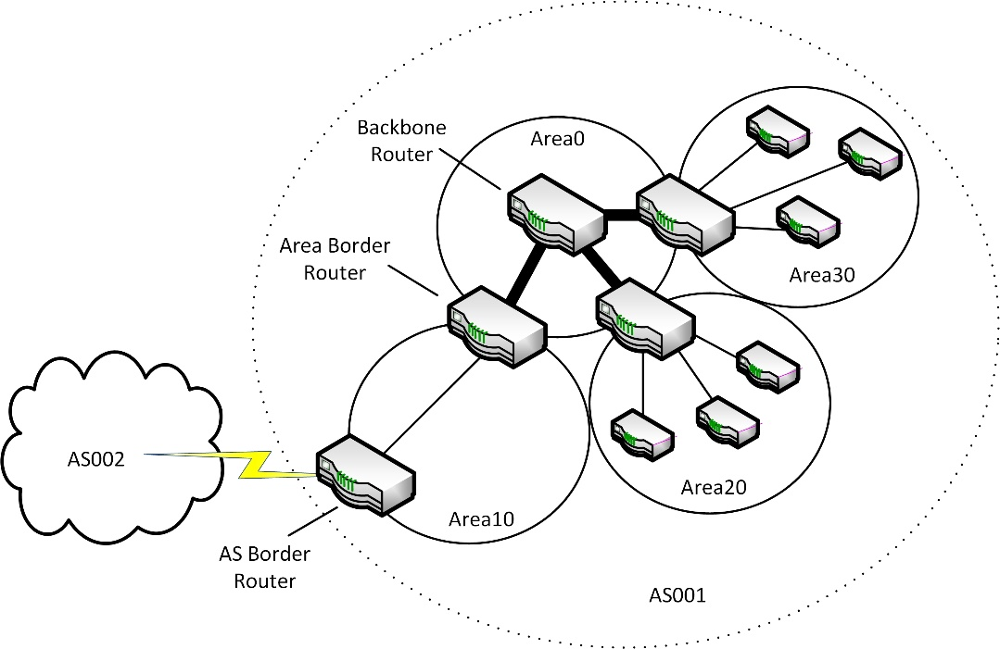 Backbone
Router
Area0
Area Border
Router
Area30
AS002
Area20
Area10
AS Border
Router
AS001